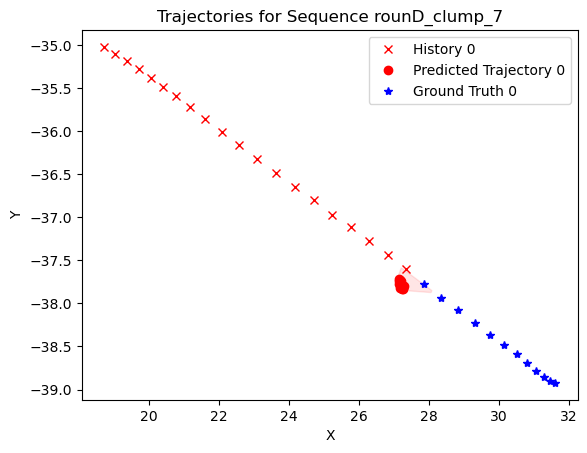 Trajectories for Sequence rounD_clump_7
History 0
Predicted Trajectory 0
Ground Truth 0
−35.0
−35.5
−36.0
−36.5
−37.0
−37.5
−38.0
−38.5
−39.0
Y
20
22
24
26
28
30
32
X